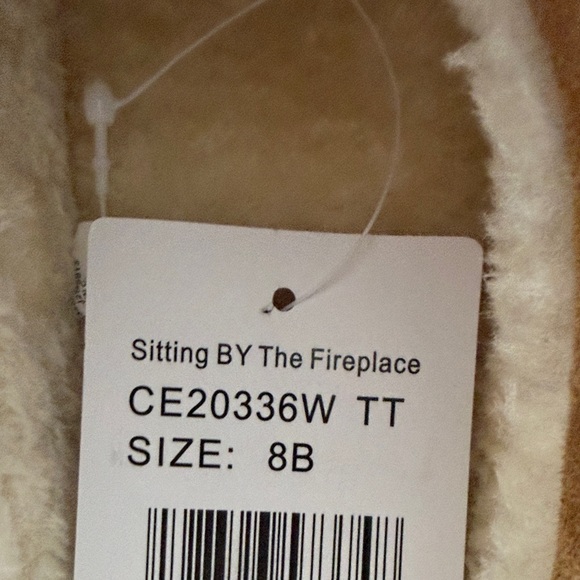 Sitting BY The Fireplace
CE20336W TT
SIZE: 8B